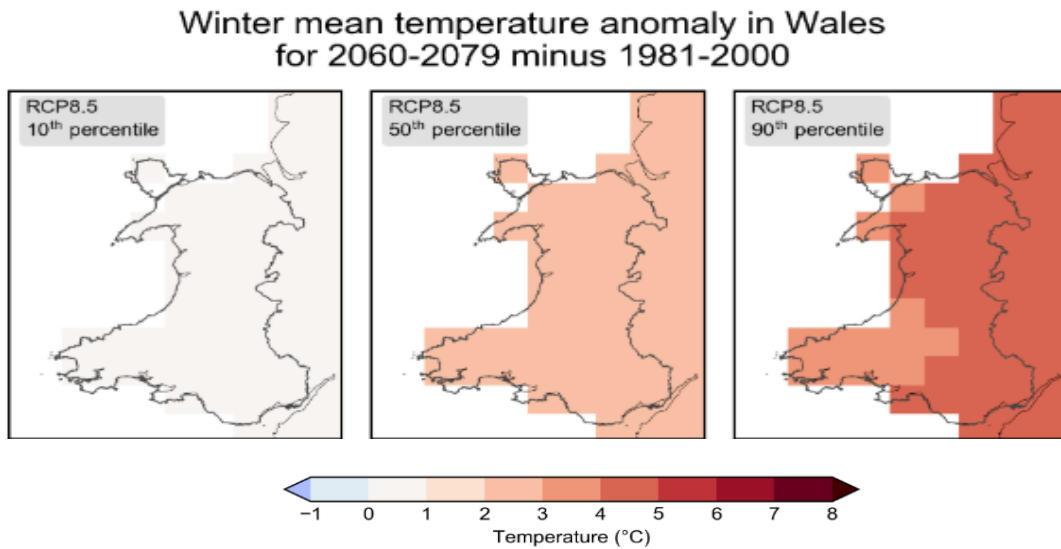 Winter mean temperature anomaly in Wales
for 2060-2079 minus 1981-2000
RCP8.5
10th percentile
RCP8.5
50th percentile
RCP8.5
90th percentile
−1 0 1 2 3 4 5 6 7 8
Temperature (°C)